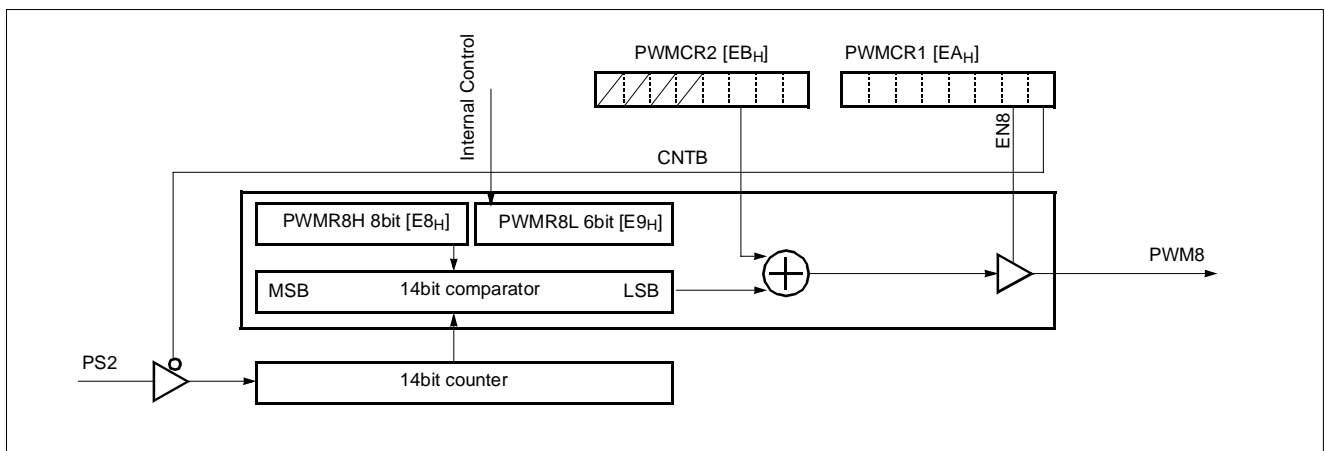 PWMCR2 [EBH]
PWMCR1 [EAH]
Internal Control
EN8
CNTB
PWMR8H 8bit [E8H]
PWMR8L 6bit [E9H]
PWM8
MSB
14bit comparator
LSB
PS2
14bit counter